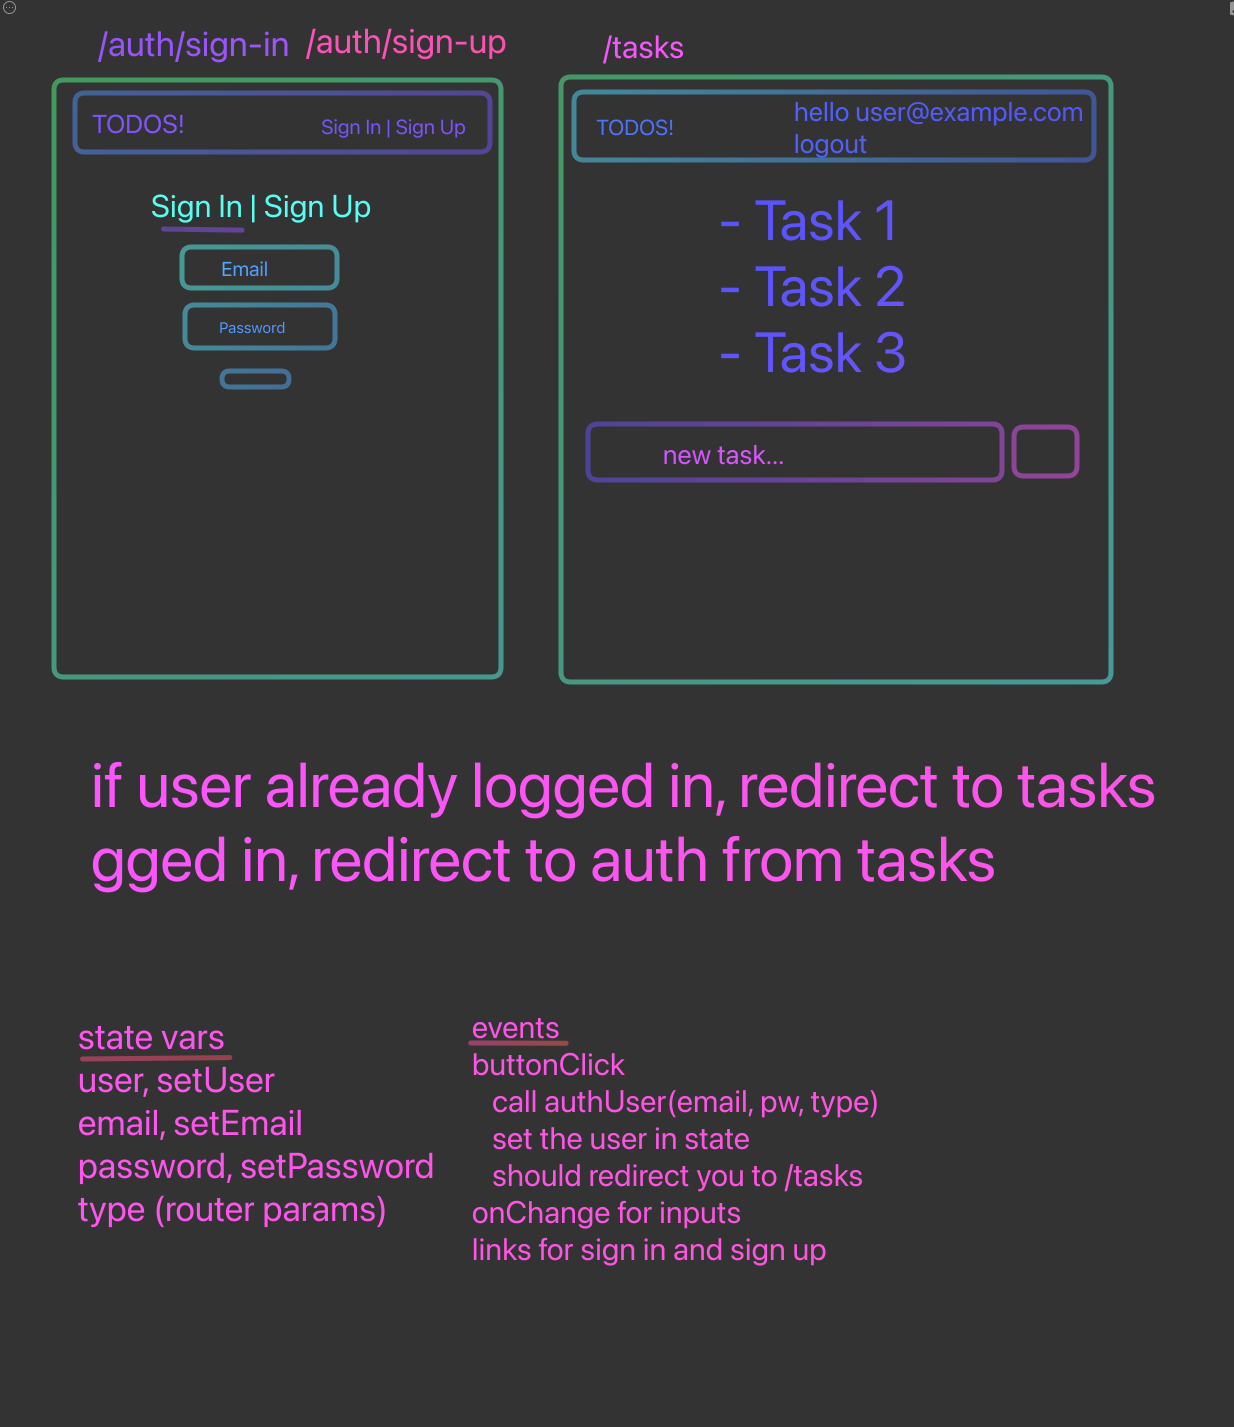 /auth/sign-in /auth/sign-up
TODOS! Sign In | Sign Up
Sign In | Sign Up
Email
Password
/tasks
TODOS!
hello user@example.com
logout
- Task 1
- Task 2
- Task 3
new task...
if user already logged in, redirect to tasks
gged in, redirect to auth from tasks
state vars
user, setUser
email, setEmail
password, setPassword
type (router params)
events
buttonClick
call authUser(email, pw, type)
set the user in state
should redirect you to /tasks
onChange for inputs
links for sign in and sign up